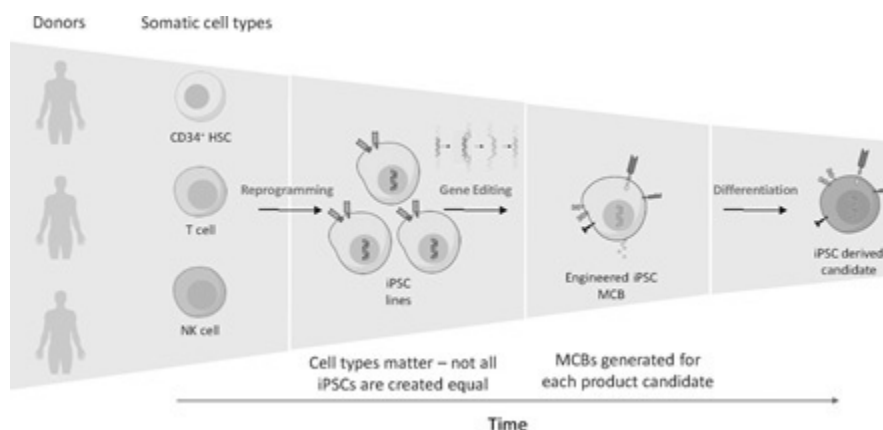 Donors
Somatic cell types
CD34⁺ HSC
T cell
NK cell
Reprogramming
iPSC
lines
Gene Editing
Engineered iPSC
MCB
Differentiation
iPSC derived
candidate
Cell types matter – not all
iPSCs are created equal
MCBs generated for
each product candidate
Time